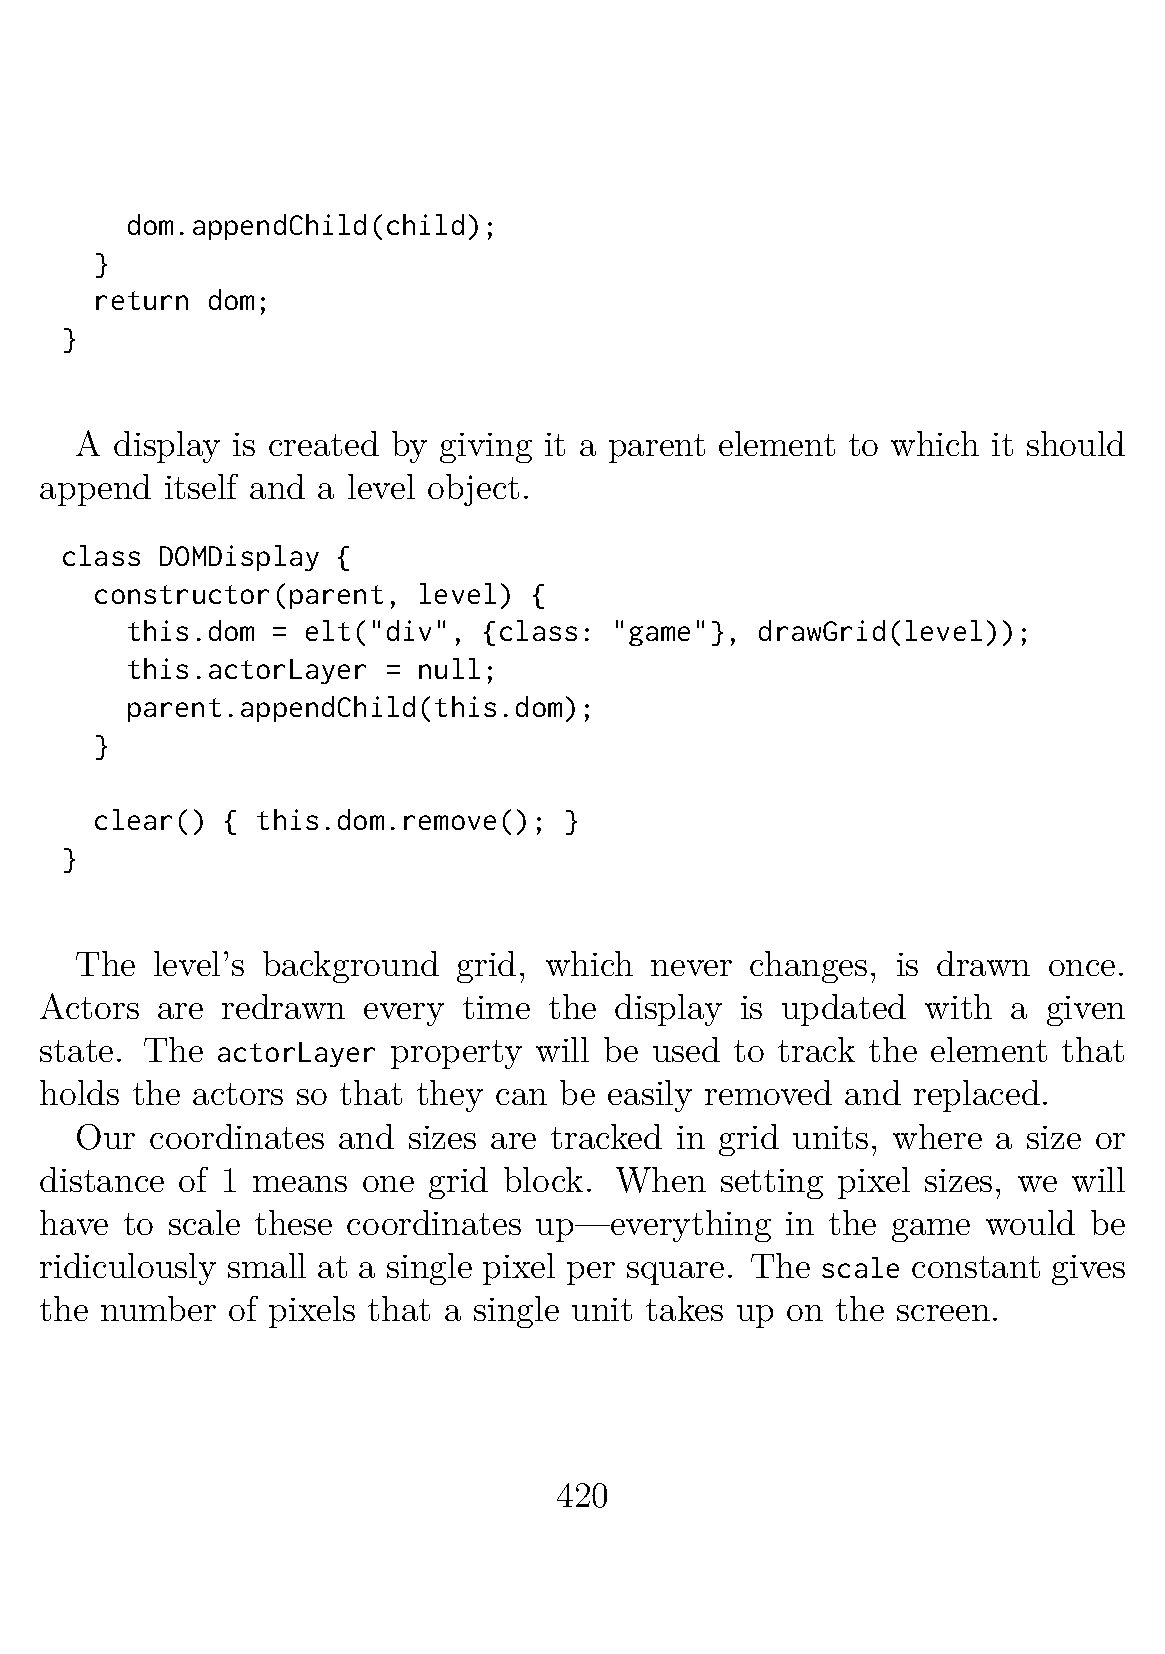 dom.appendChild(child);
  }
  return dom;
}
A display is created by giving it a parent element to which it should
append itself and a level object.
class DOMDisplay {
  constructor(parent, level) {
    this.dom = elt("div", {class: "game"}, drawGrid(level));
    this.actorLayer = null;
    parent.appendChild(this.dom);
  }
  clear() { this.dom.remove(); }
}
The level's background grid, which never changes, is drawn once.
Actors are redrawn every time the display is updated with a given
state. The actorLayer property will be used to track the element that
holds the actors so that they can be easily removed and replaced.
Our coordinates and sizes are tracked in grid units, where a size or
distance of 1 means one grid block. When setting pixel sizes, we will
have to scale these coordinates up—everything in the game would be
ridiculously small at a single pixel per square. The scale constant gives
the number of pixels that a single unit takes up on the screen.
420